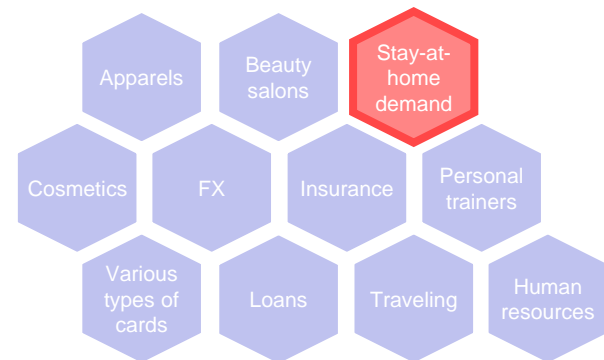 Apparels
Beauty
salons
Stay-at-
home
demand
Cosmetics
FX
Insurance
Personal
trainers
Various
types of
cards
Loans
Traveling
Human
resources